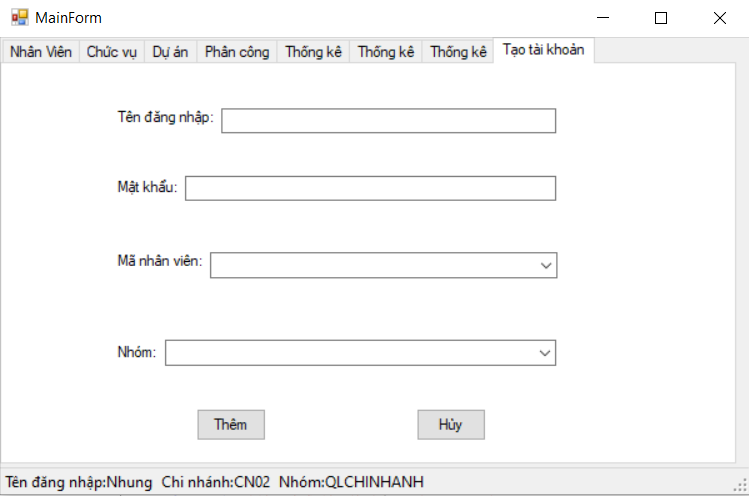 MainForm
Nhân Viên Chức vụ Dự án Phân công Thống kê Thống kê Thống kê Tạo tài khoản
Tên đăng nhập:
Mật khẩu:
Mã nhân viên:
Nhóm:
Thêm Hủy
Tên đăng nhập:Nhung Chi nhánh:CN02 Nhóm:QLCHINHANH